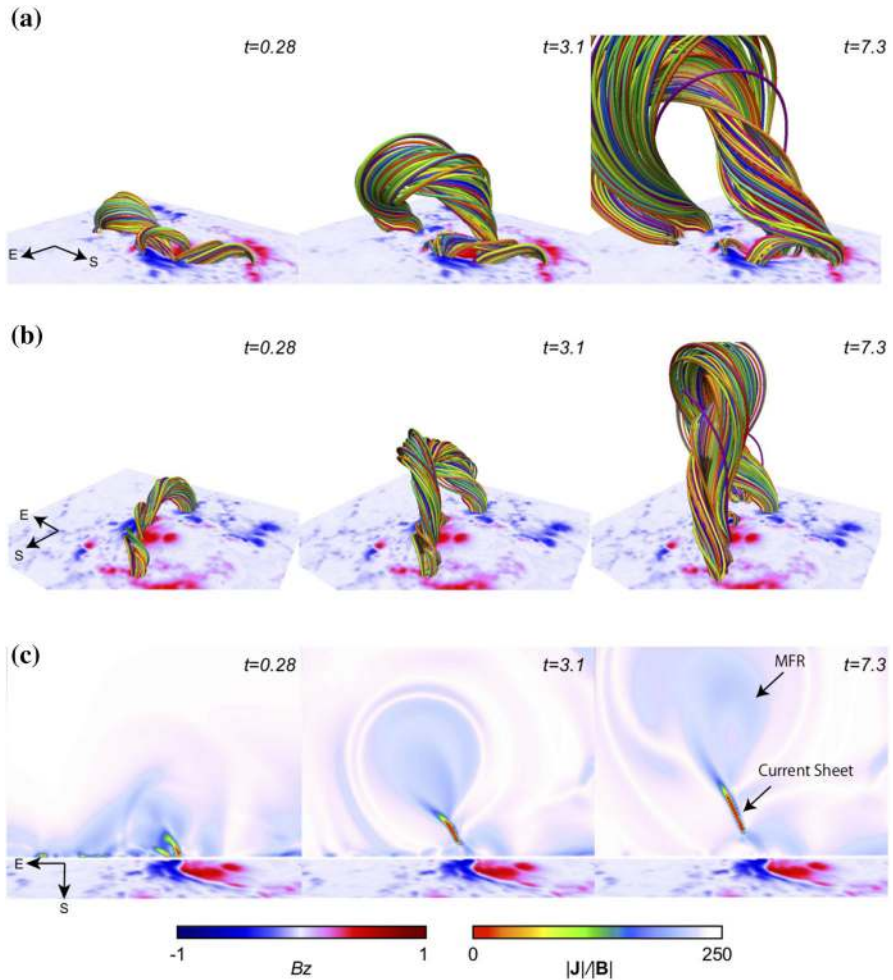 (a)
t=0.28
t=3.1
t=7.3
E
S
(b)
t=0.28
t=3.1
t=7.3
E
S
(c)
t=0.28
t=3.1
t=7.3
MFR
Current Sheet
E
S
-1
1
0
250
Bz
|J|/|B|